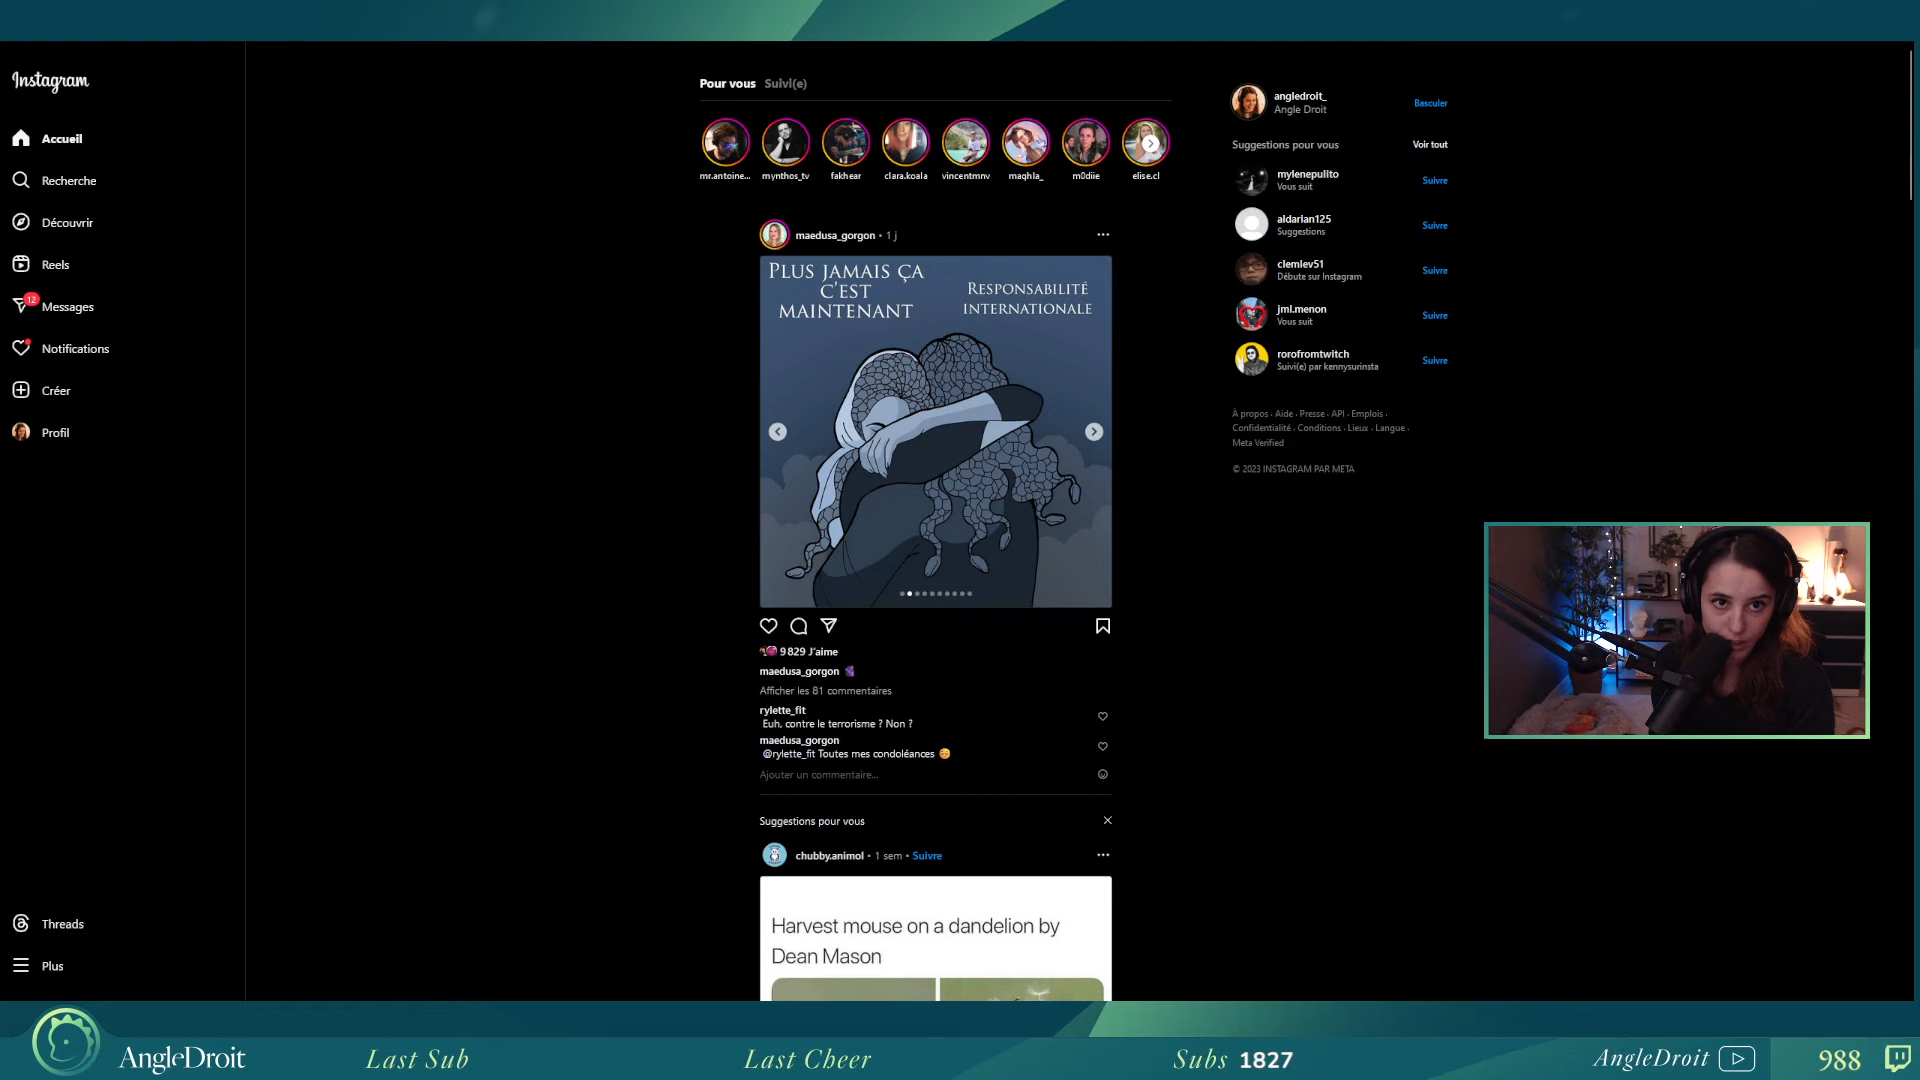 Instagram
Accueil
Recherche
Découvrir
Reels
12
Messages
Notifications
Créer
Profil
Threads
Plus
Pour vous Suivi(e)
mr.antoine... mynthos_tv fakhear clara.koala vincentmnv maghla_ m0diie elise.cl
maedusa_gorgon • 1 j
PLUS JAMAIS ÇA
C'EST
MAINTENANT
RESPONSABILITÉ
INTERNATIONALE
9 829 J'aime
maedusa_gorgon
Afficher les 81 commentaires
rylette_fit
Euh, contre le terrorisme ? Non ?
maedusa_gorgon
@rylette_fit Toutes mes condoléances
Ajouter un commentaire...
Suggestions pour vous
chubby.animol • 1 sem • Suivre
Harvest mouse on a dandelion by
Dean Mason
angledroit_
Angle Droit
Basculer
Suggestions pour vous
Voir tout
mylenepulito
Vous suit
Suivre
aldarian125
Suggestions
Suivre
clemlev51
Débute sur Instagram
Suivre
jml.menon
Vous suit
Suivre
rorofromtwitch
Suivi(e) par kennysurinsta
Suivre
À propos · Aide · Presse · API · Emplois ·
Confidentialité · Conditions · Lieux · Langue ·
Meta Verified
© 2023 INSTAGRAM PAR META
AngleDroit
Last Sub
Last Cheer
Subs 1827
AngleDroit
988